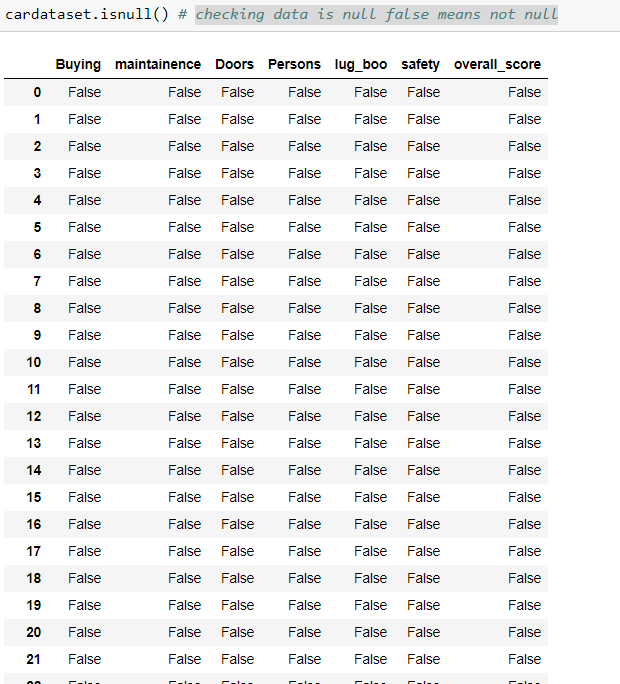 cardataset.isnull() # checking data is null false means not null
Buying maintainence Doors Persons lug_boo safety overall_score
0 False False False False False False False
1 False False False False False False False
2 False False False False False False False
3 False False False False False False False
4 False False False False False False False
5 False False False False False False False
6 False False False False False False False
7 False False False False False False False
8 False False False False False False False
9 False False False False False False False
10 False False False False False False False
11 False False False False False False False
12 False False False False False False False
13 False False False False False False False
14 False False False False False False False
15 False False False False False False False
16 False False False False False False False
17 False False False False False False False
18 False False False False False False False
19 False False False False False False False
20 False False False False False False False
21 False False False False False False False